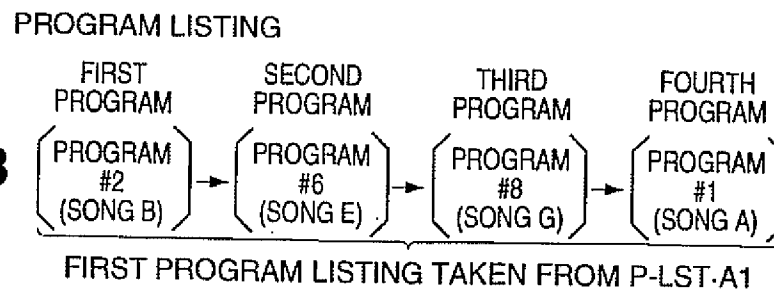 PROGRAM LISTING
FIRST SECOND THIRD FOURTH
PROGRAM PROGRAM PROGRAM PROGRAM
PROGRAM PROGRAM PROGRAM PROGRAM
#2 #6 #8 #1
(SONG B) (SONG E) (SONG G) (SONG A)
FIRST PROGRAM LISTING TAKEN FROM P-LST·A1